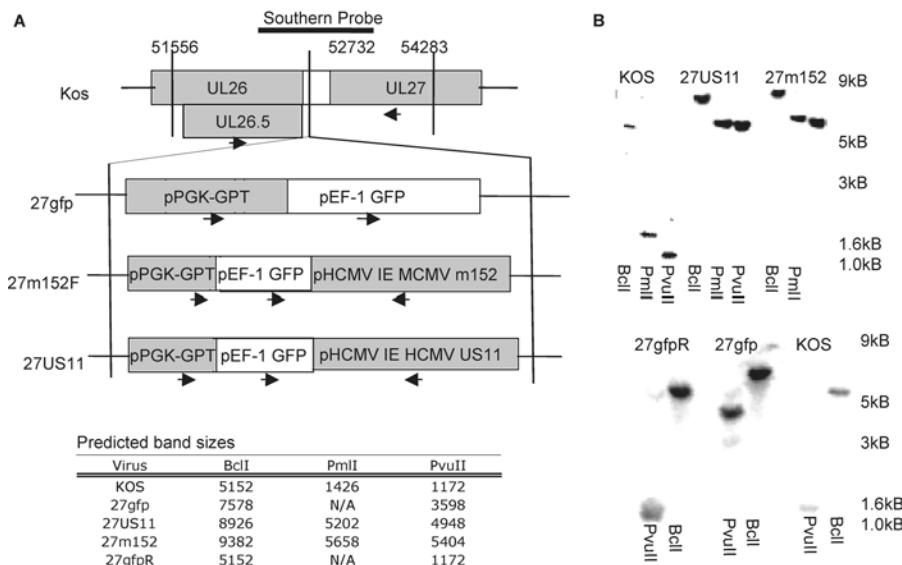 A
Southern Probe
51556 52732 54283
Kos UL26 UL27
UL26.5
27gfp pPGK-GPT pEF-1 GFP
27m152F pPGK-GPT pEF-1 GFP pHCMV IE MCMV m152
27US11 pPGK-GPT pEF-1 GFP pHCMV IE HCMV US11
Predicted band sizes
Virus BclI PmlI PvuII
KOS 5152 1426 1172
27gfp 7578 N/A 3598
27US11 8926 5202 4948
27m152 9382 5658 5404
27gfpR 5152 N/A 1172
B
KOS 27US11 27m152 9kB
5kB
3kB
1.6kB
1.0kB
BclI PmlI PvuII BclI PmlI PvuII BclI PmlI
27gfpR 27gfp KOS 9kB
5kB
3kB
1.6kB
1.0kB
PvuII BclI PvuII BclI PvuII BclI